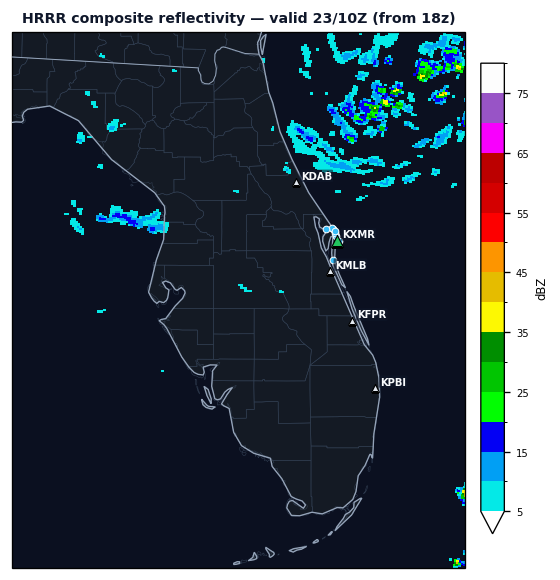 HRRR composite reflectivity — valid 23/10Z (from 18z)
KDAB
KXMR
KMLB
KFPR
KPBI
75
65
55
45
35
25
15
5
dBZ